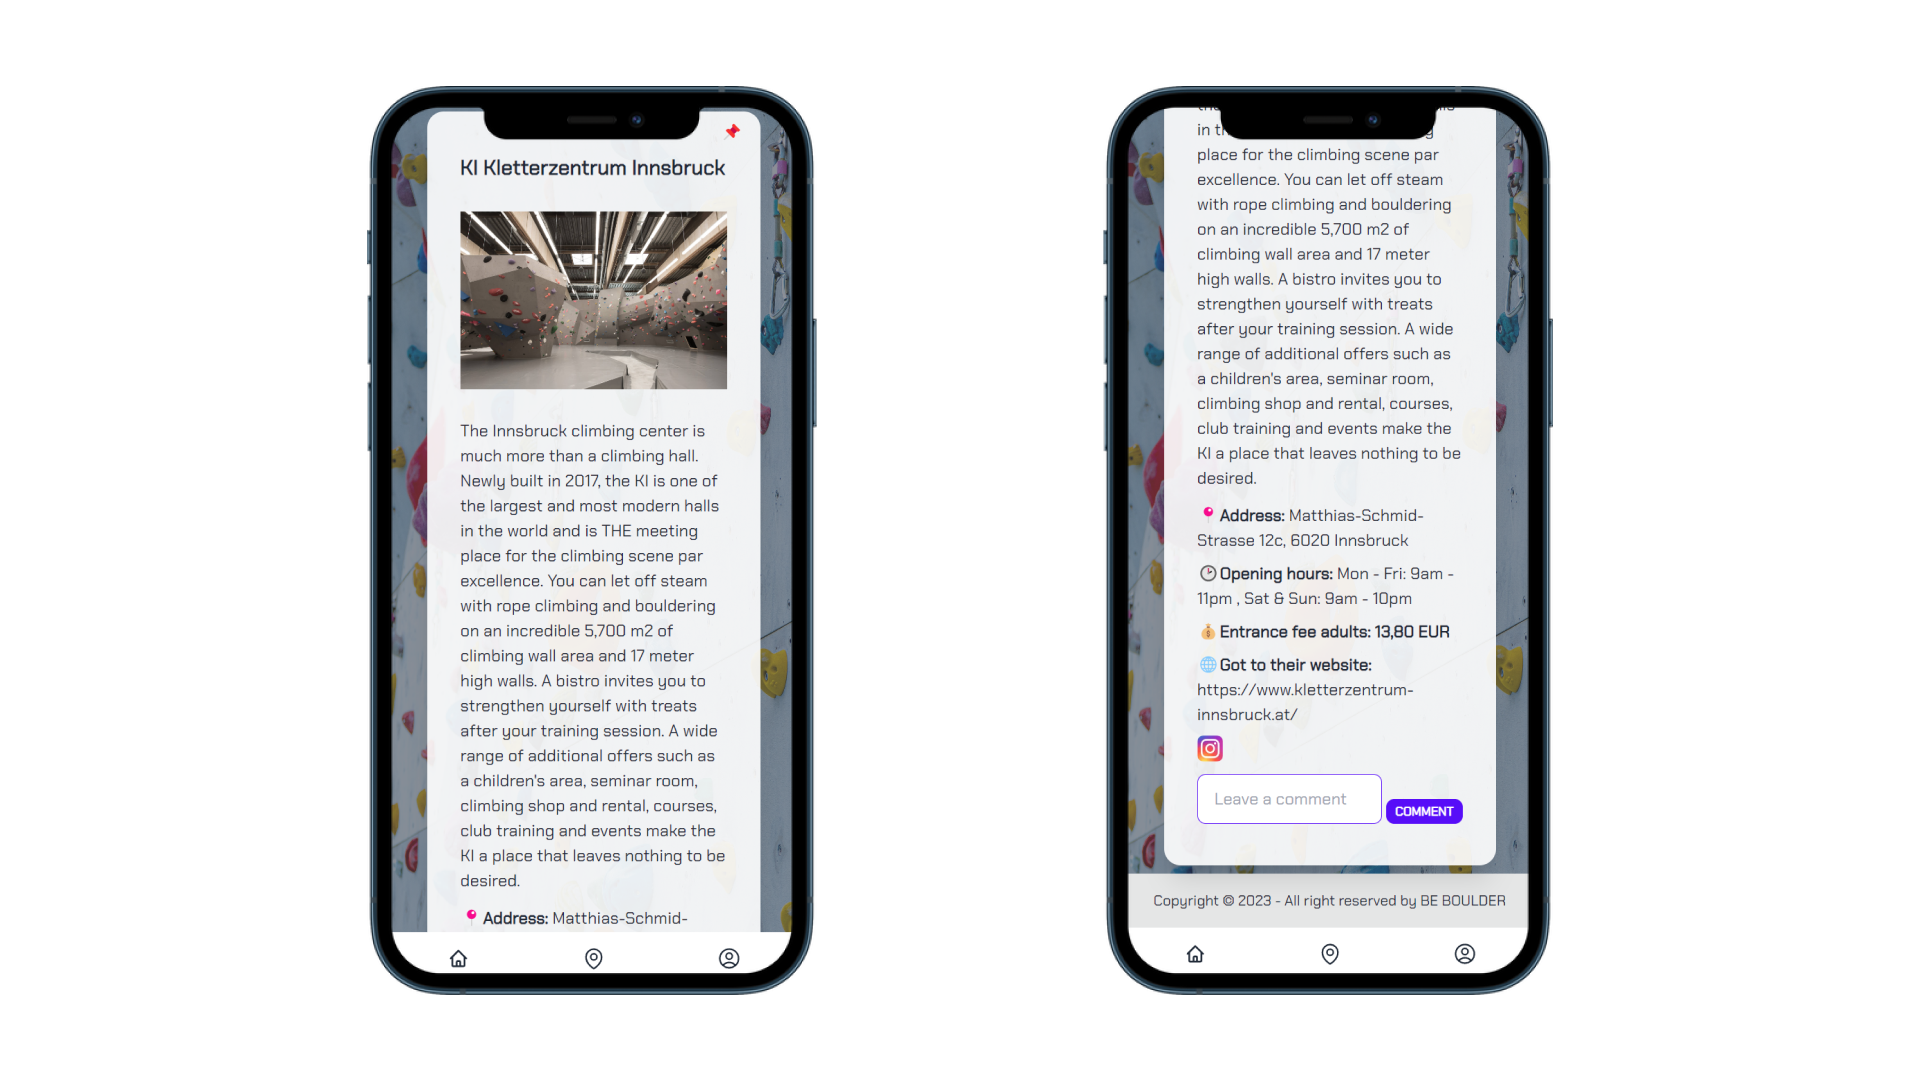 KI Kletterzentrum Innsbruck
The Innsbruck climbing center is
much more than a climbing hall.
Newly built in 2017, the KI is one of
the largest and most modern halls
in the world and is THE meeting
place for the climbing scene par
excellence. You can let off steam
with rope climbing and bouldering
on an incredible 5,700 m2 of
climbing wall area and 17 meter
high walls. A bistro invites you to
strengthen yourself with treats
after your training session. A wide
range of additional offers such as
a children's area, seminar room,
climbing shop and rental, courses,
club training and events make the
KI a place that leaves nothing to be
desired.
Address: Matthias-Schmid-
in
place for the climbing scene par
excellence. You can let off steam
with rope climbing and bouldering
on an incredible 5,700 m2 of
climbing wall area and 17 meter
high walls. A bistro invites you to
strengthen yourself with treats
after your training session. A wide
range of additional offers such as
a children's area, seminar room,
climbing shop and rental, courses,
club training and events make the
KI a place that leaves nothing to be
desired.
Address: Matthias-Schmid-
Strasse 12c, 6020 Innsbruck
Opening hours: Mon - Fri: 9am -
11pm , Sat & Sun: 9am - 10pm
Entrance fee adults: 13,80 EUR
Got to their website:
https://www.kletterzentrum-
innsbruck.at/
Leave a comment
COMMENT
Copyright © 2023 - All right reserved by BE BOULDER